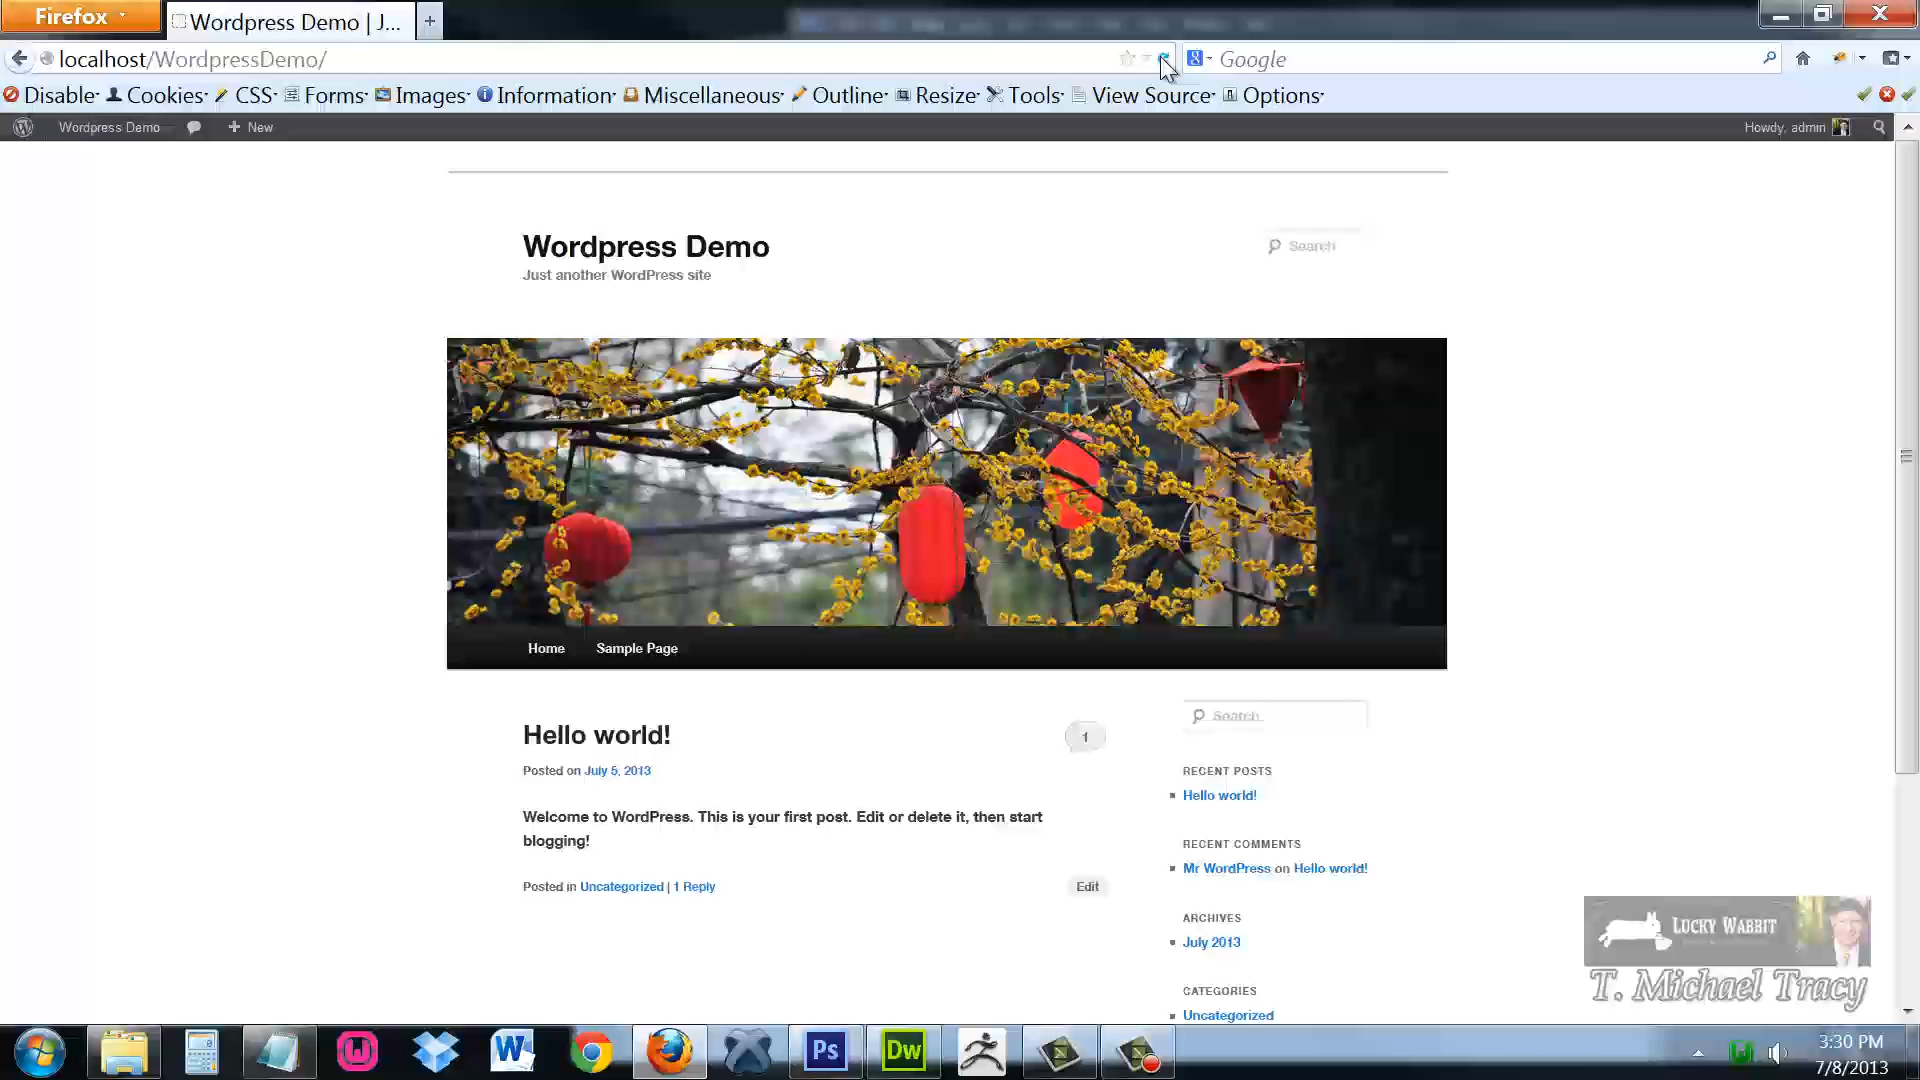 Firefox
Wordpress Demo | J...
localhost/WordpressDemo/
Google
Disable Cookies CSS Forms Images Information Miscellaneous Outline Resize Tools View Source Options
Wordpress Demo
New
Howdy, admin
Wordpress Demo
Search
Just another WordPress site
Home
Sample Page
Hello world!
1
Posted on July 5, 2013
Welcome to WordPress. This is your first post. Edit or delete it, then start
blogging!
Posted in Uncategorized | 1 Reply
Edit
Search
RECENT POSTS
Hello world!
RECENT COMMENTS
Mr WordPress on Hello world!
ARCHIVES
July 2013
CATEGORIES
Uncategorized
LUCKY WABBIT
T. Michael Tracy
W
Ps
Dw
3:30 PM
7/8/2013